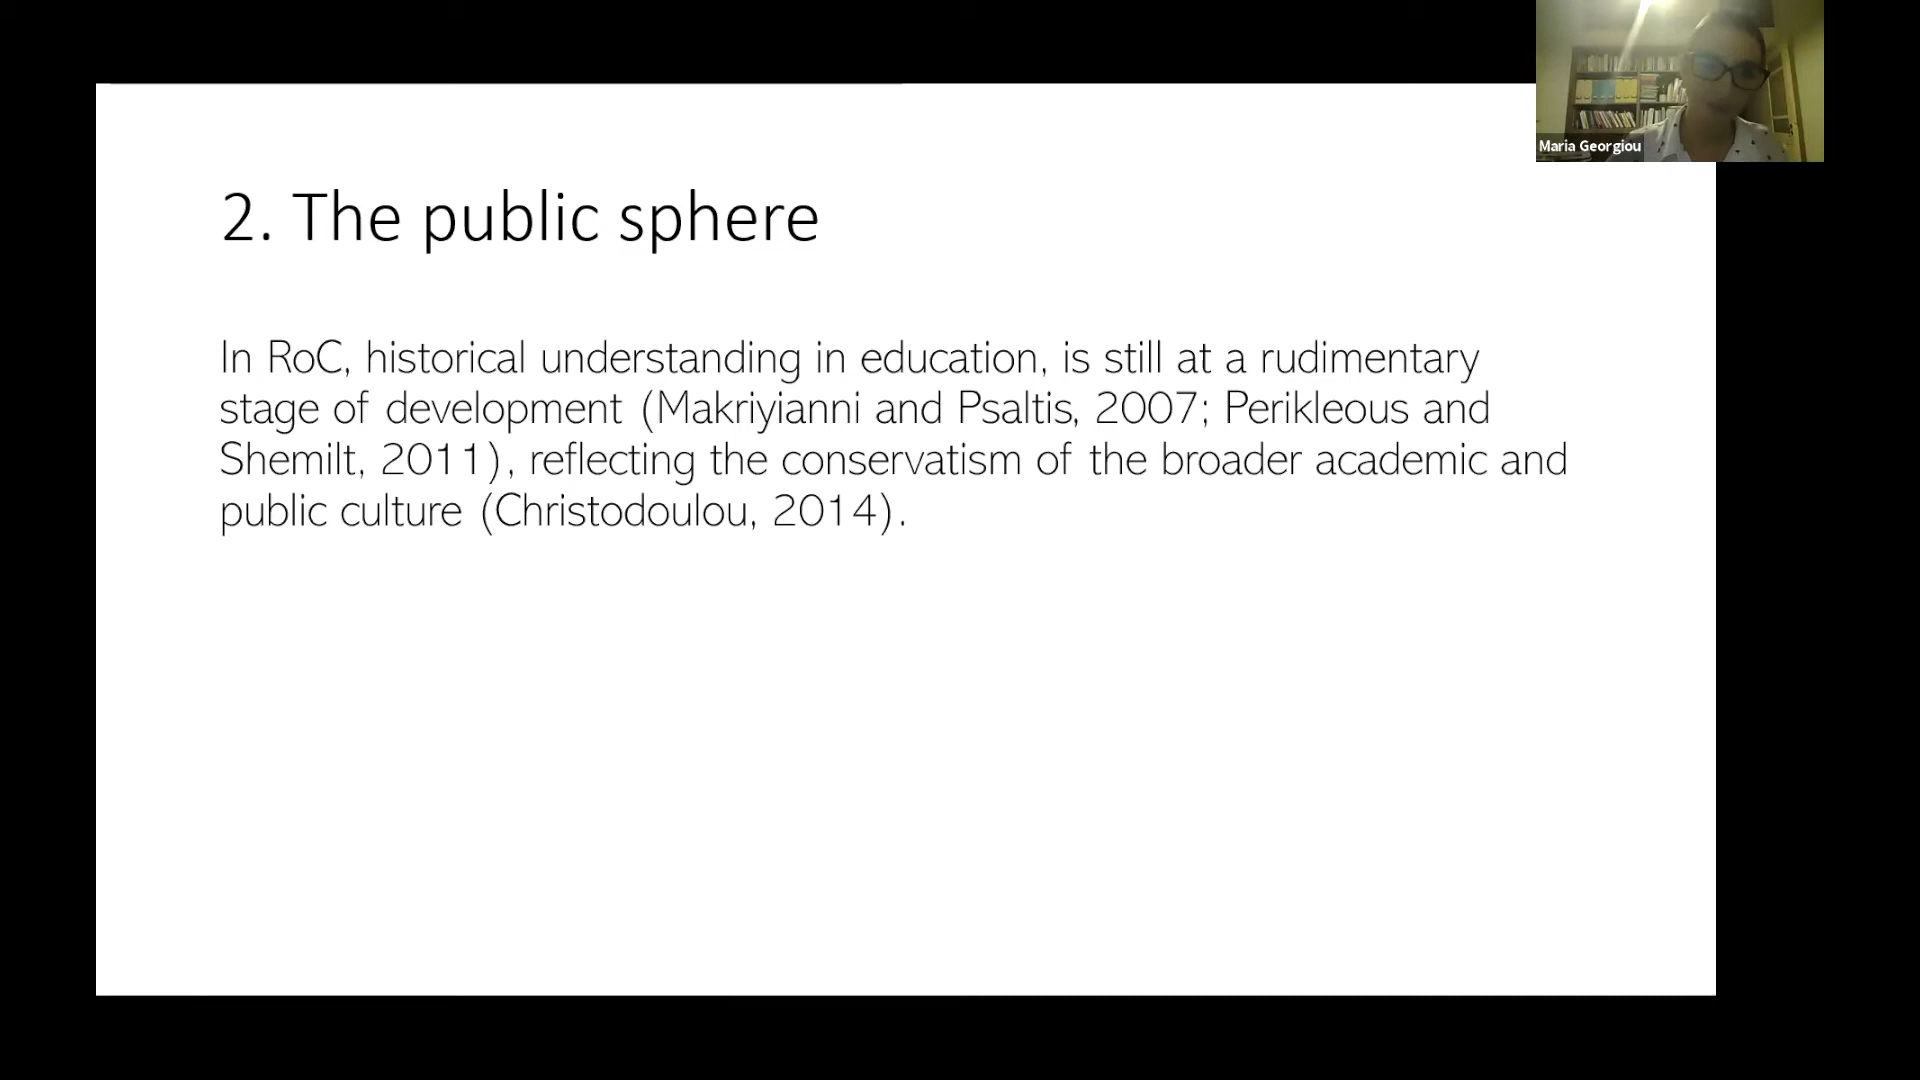 Maria Georgiou
2. The public sphere
In RoC, historical understanding in education, is still at a rudimentary
stage of development (Makriyianni and Psaltis, 2007; Perikleous and
Shemilt, 2011), reflecting the conservatism of the broader academic and
public culture (Christodoulou, 2014).